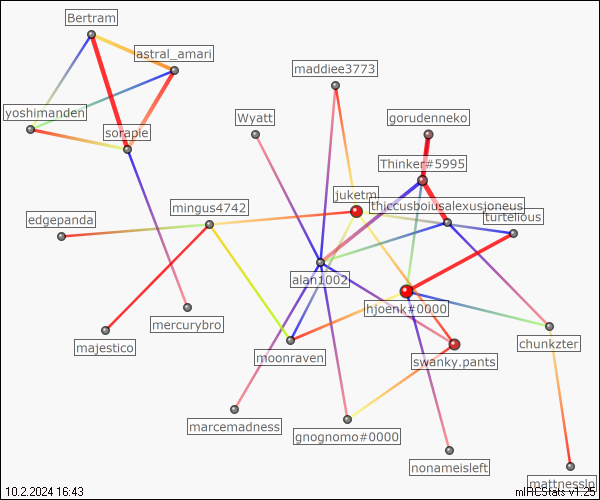 Bertram
astral_amari
maddiee3773
yoshimanden
Wyatt
gorudenneko
sorapie
Thinker#5995
juketm
thiccusboiusalexusjoneus
edgepanda
mingus4742
turtelious
alan1002
mercurybro
hjoenk#0000
majestico
moonraven
chunkzter
swanky.pants
marcemadness
gnognomo#0000
nonameisleft
mattnessln
10.2.2024 16:43
mIRCStats v1.25